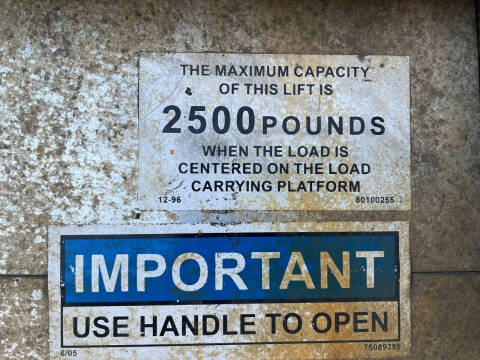 THE MAXIMUM CAPACITY
OF THIS LIFT IS
2500 POUNDS
WHEN THE LOAD IS
CENTERED ON THE LOAD
CARRYING PLATFORM
12-96 80100255
IMPORTANT
USE HANDLE TO OPEN
6/05 75089285